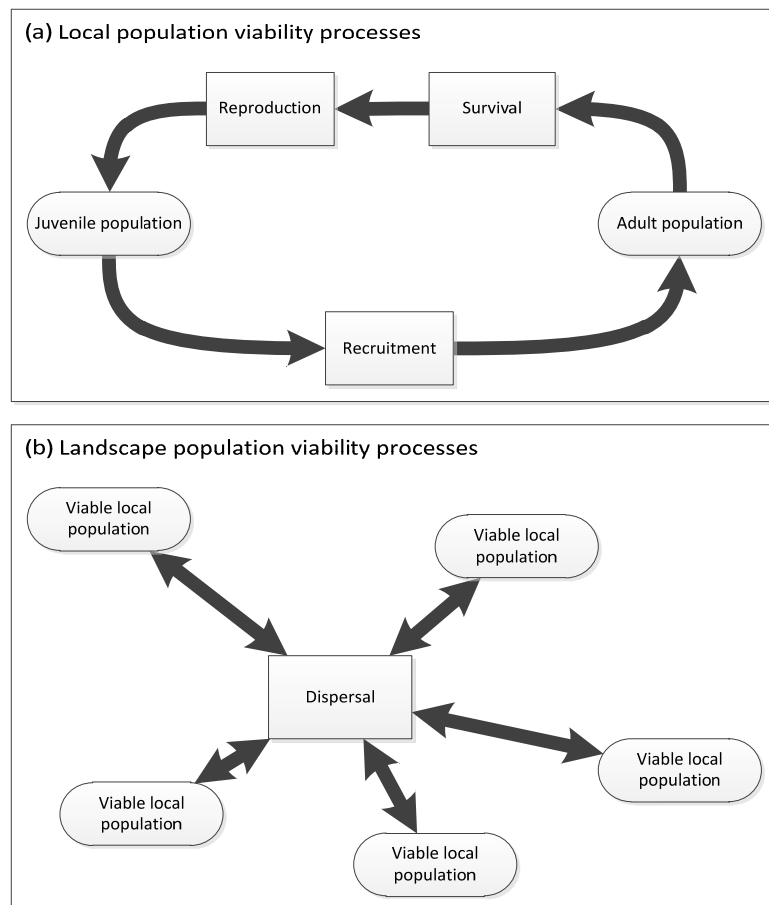 (a) Local population viability processes
Reproduction
Survival
Juvenile population
Adult population
Recruitment
(b) Landscape population viability processes
Viable local
population
Viable local
population
Dispersal
Viable local
population
Viable local
population
Viable local
population